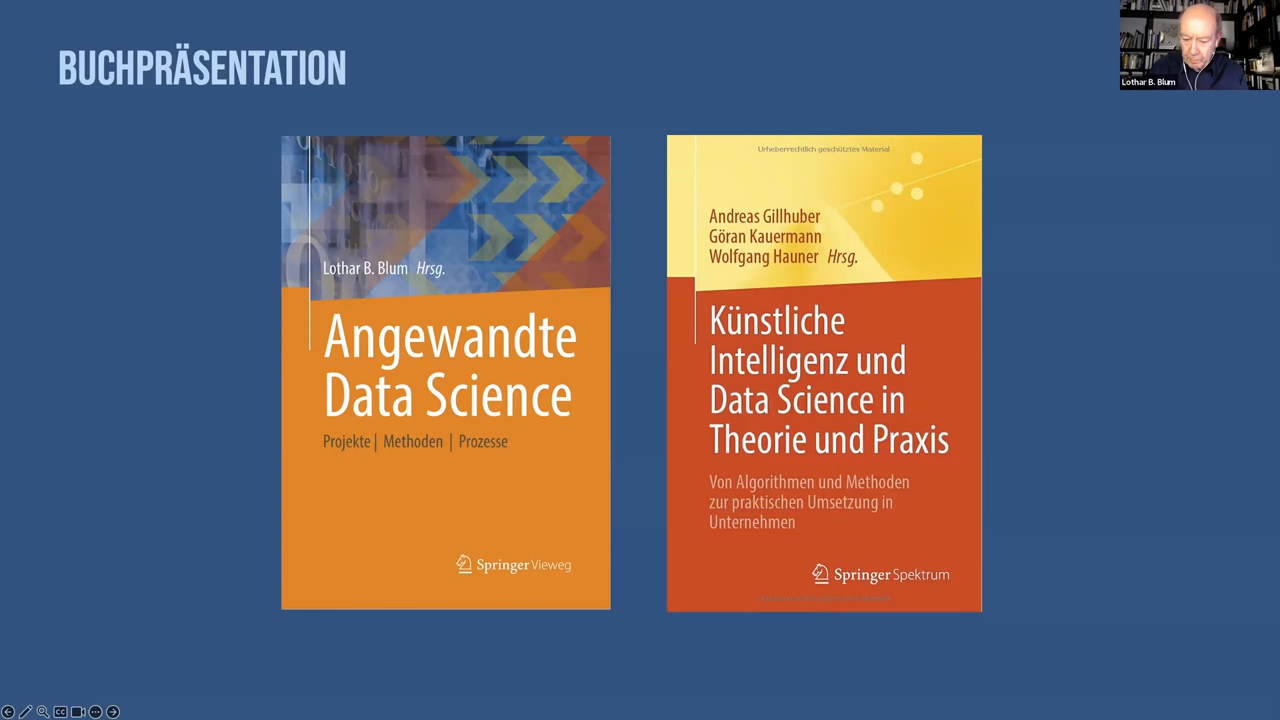 BUCHPRÄSENTATION
Lothar B. Blum
Lothar B. Blum Hrsg.
Angewandte
Data Science
Projekte | Methoden | Prozesse
Springer Vieweg
Urheberrechtlich geschütztes Material
Andreas Gillhuber
Göran Kauermann
Wolfgang Hauner Hrsg.
Künstliche
Intelligenz und
Data Science in
Theorie und Praxis
Von Algorithmen und Methoden
zur praktischen Umsetzung in
Unternehmen
Springer Spektrum
CC